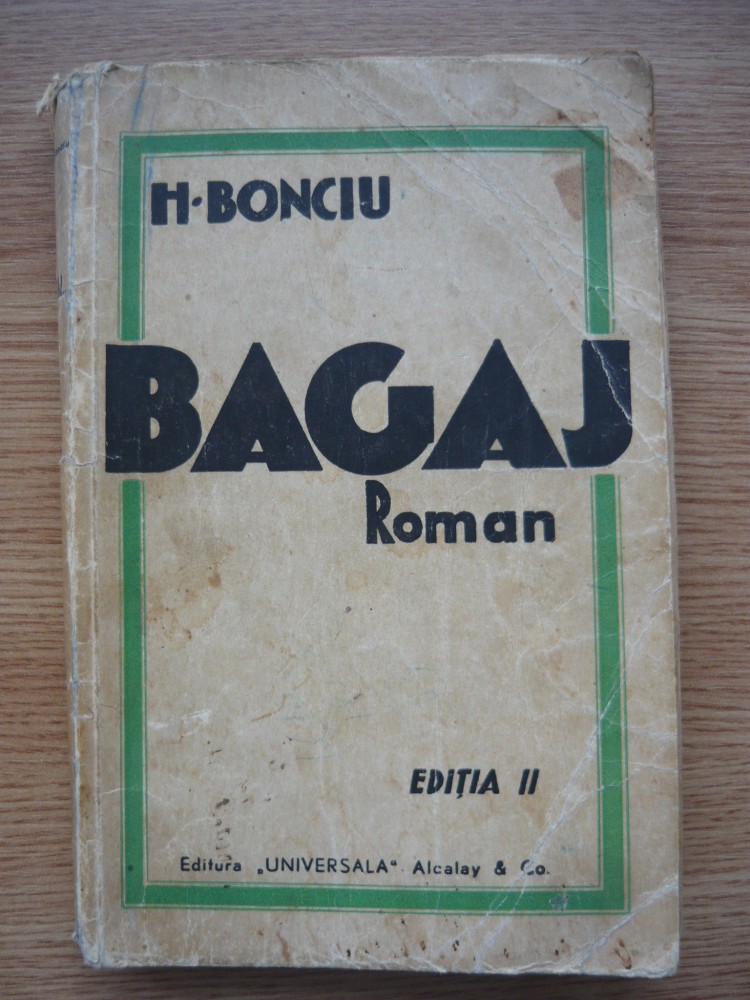 H·BONCIU
BAGAJ
Roman
EDIȚIA II
Editura „UNIVERSALA" Alcalay & Co.